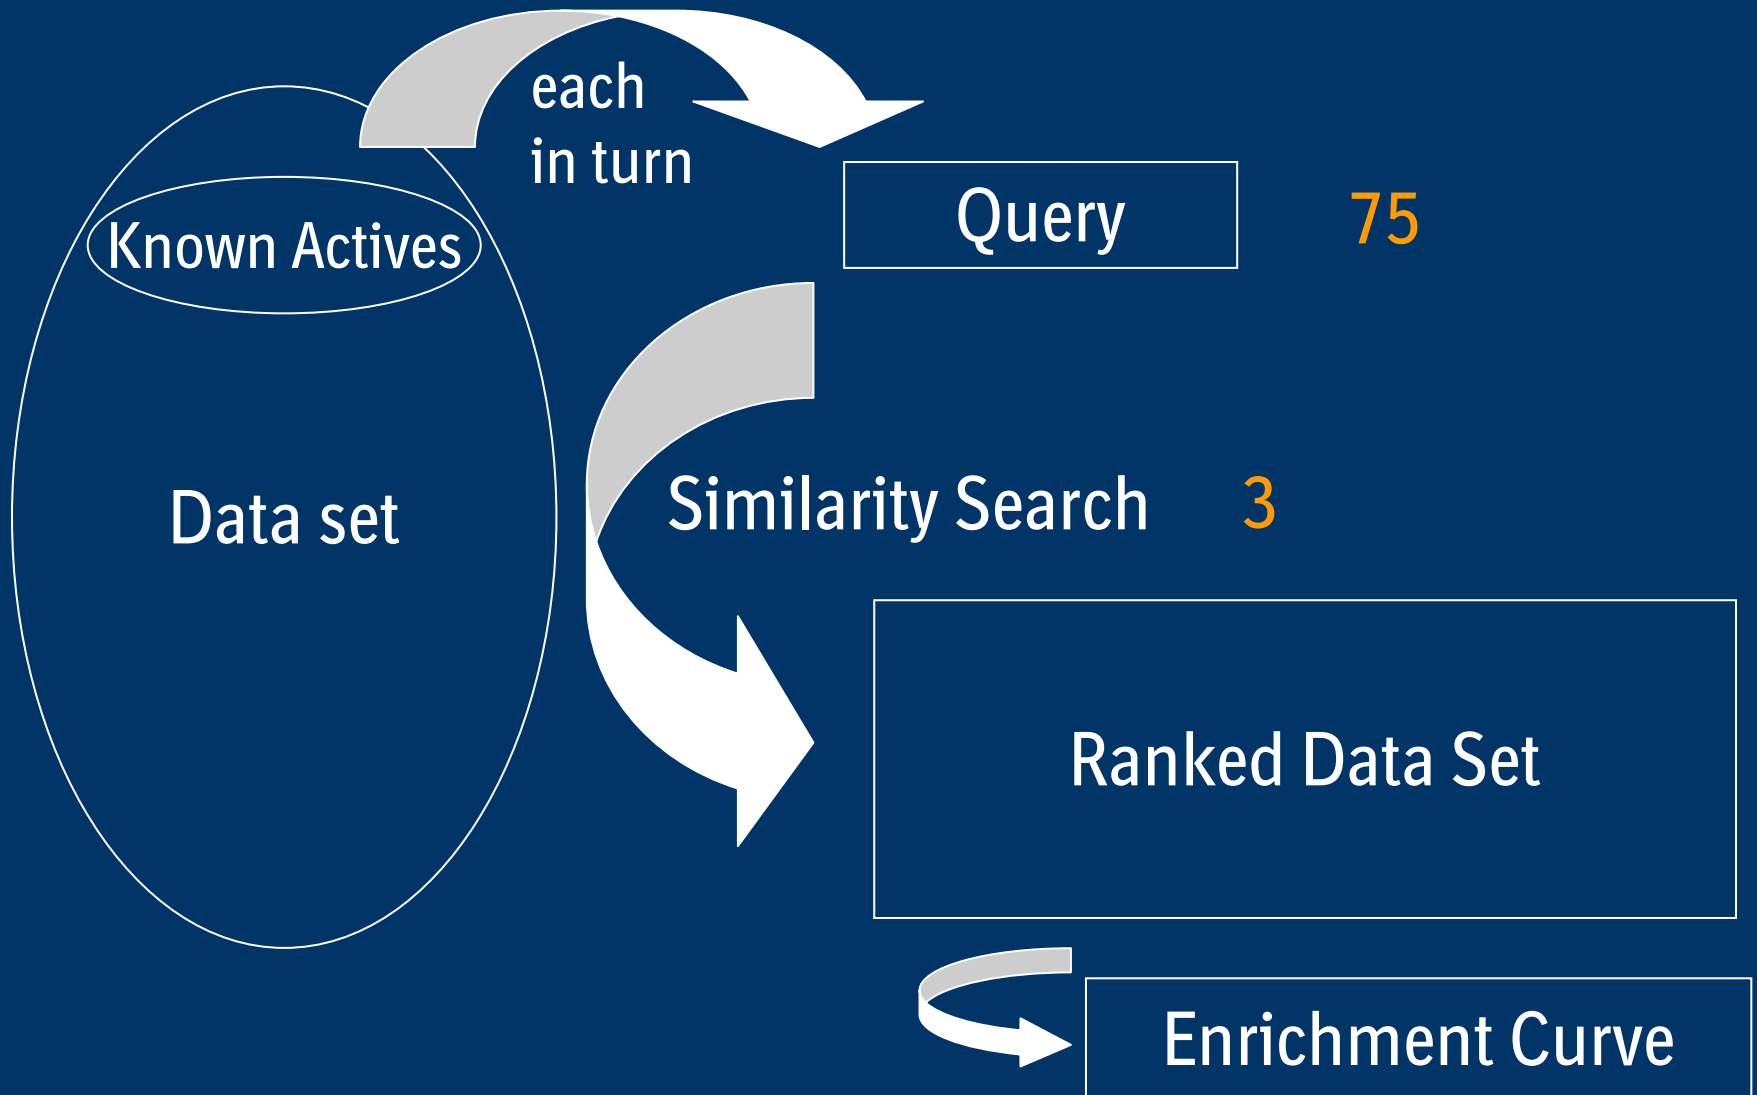 each
in turn
Query 75
Known Actives
Similarity Search 3
Data set
Ranked Data Set
Enrichment Curve